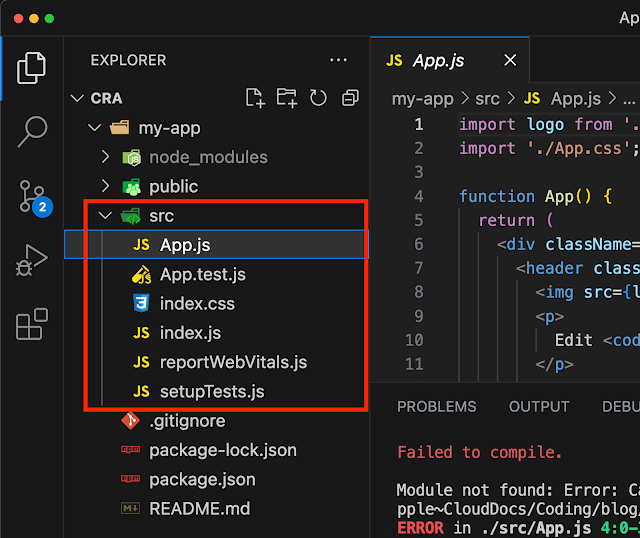 Ap
EXPLORER
CRA
my-app
node_modules
public
src
JS App.js
App.test.js
index.css
JS index.js
JS reportWebVitals.js
JS setupTests.js
.gitignore
package-lock.json
package.json
README.md
2
JS App.js
my-app > src > JS App.js > ...
1 import logo from '.
2 import './App.css';
3
4 function App() {
5 return (
6 <div className=
7 <header class
8 <img src={l
9 <p>
10 Edit <cod
11 </p>
PROBLEMS OUTPUT DEBU
Failed to compile.
Module not found: Error: Ca
pple~CloudDocs/Coding/blog/
ERROR in ./src/App.js 4:0-